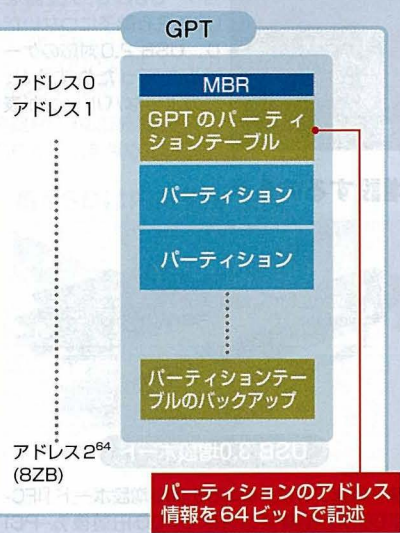 GPT
アドレス0
アドレス1
MBR
GPTのパーティ
ションテーブル
パーティション
パーティション
パーティションテー
ブルのバックアップ
アドレス2⁶⁴
(8ZB)
パーティションのアドレス
情報を64ビットで記述